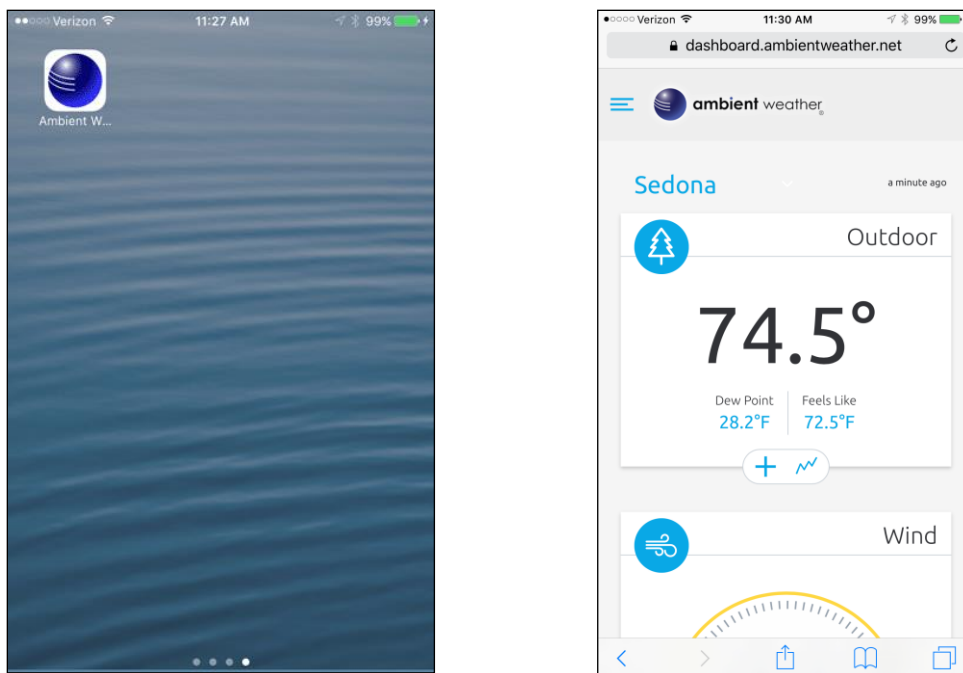 Verizon 11:27 AM 99%
Ambient W...
Verizon 11:30 AM 99%
dashboard.ambientweather.net
ambient weather®
Sedona a minute ago
Outdoor
74.5°
Dew Point Feels Like
28.2°F 72.5°F
Wind